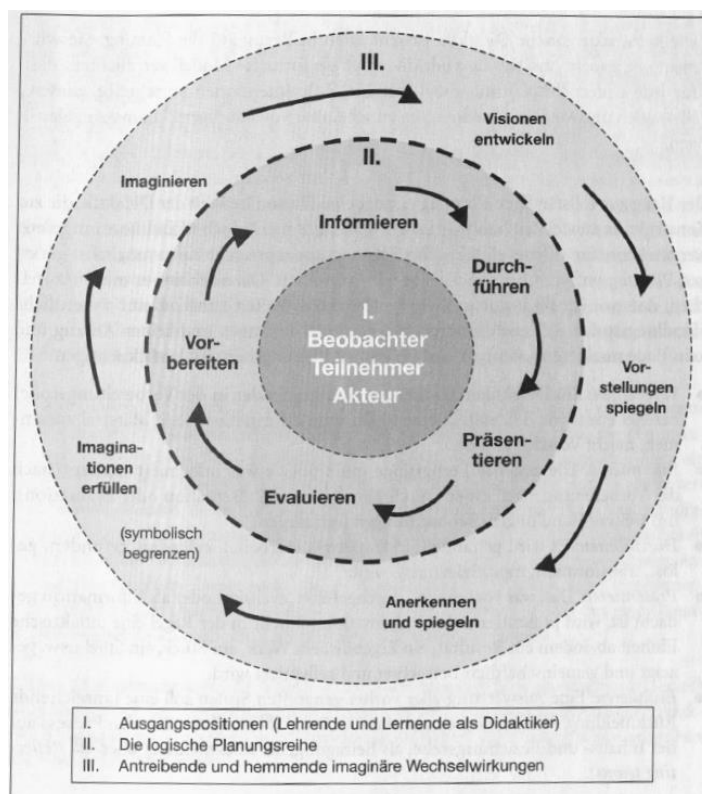 III.
Visionen
entwickeln
II.
Imaginieren
Informieren
Durch-
führen
I.
Beobachter
Teilnehmer
Akteur
Vor-
bereiten
Vor-
stellungen
spiegeln
Präsen-
tieren
Imagina-
tionen
erfüllen
Evaluieren
(symbolisch
begrenzen)
Anerkennen
und spiegeln
I. Ausgangspositionen (Lehrende und Lernende als Didaktiker)
II. Die logische Planungsreihe
III. Antreibende und hemmende imaginäre Wechselwirkungen